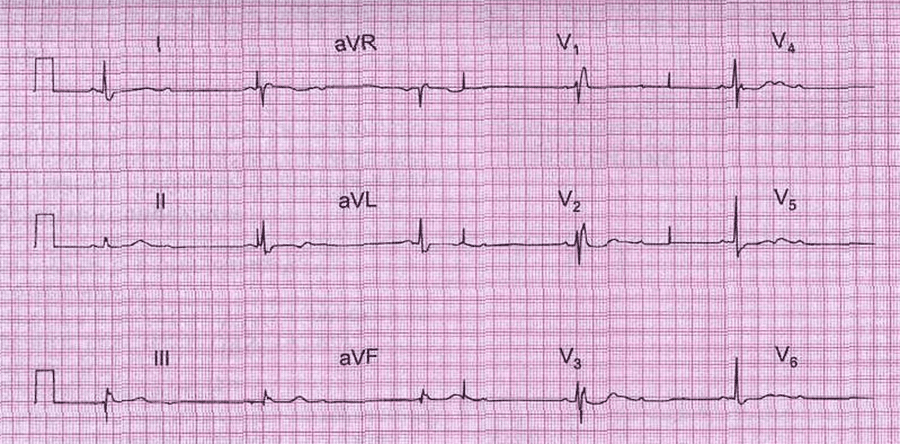 I aVR V₁ V₄
II aVL V₂ V₅
III aVF V₃ V₆